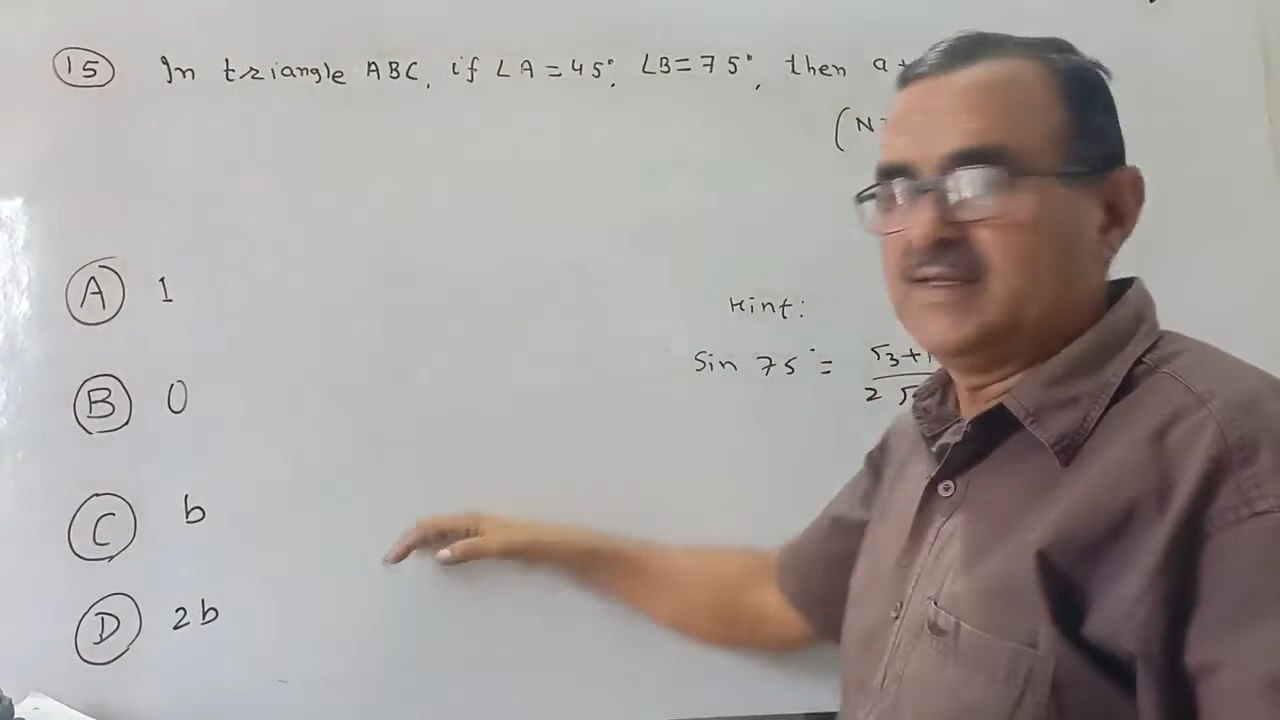 15 In triangle ABC, if ∠A=45°, ∠B=75°, then a+
(N
A 1
B 0
Hint:
Sin 75° = √3+1 / 2√
C b
D 2b